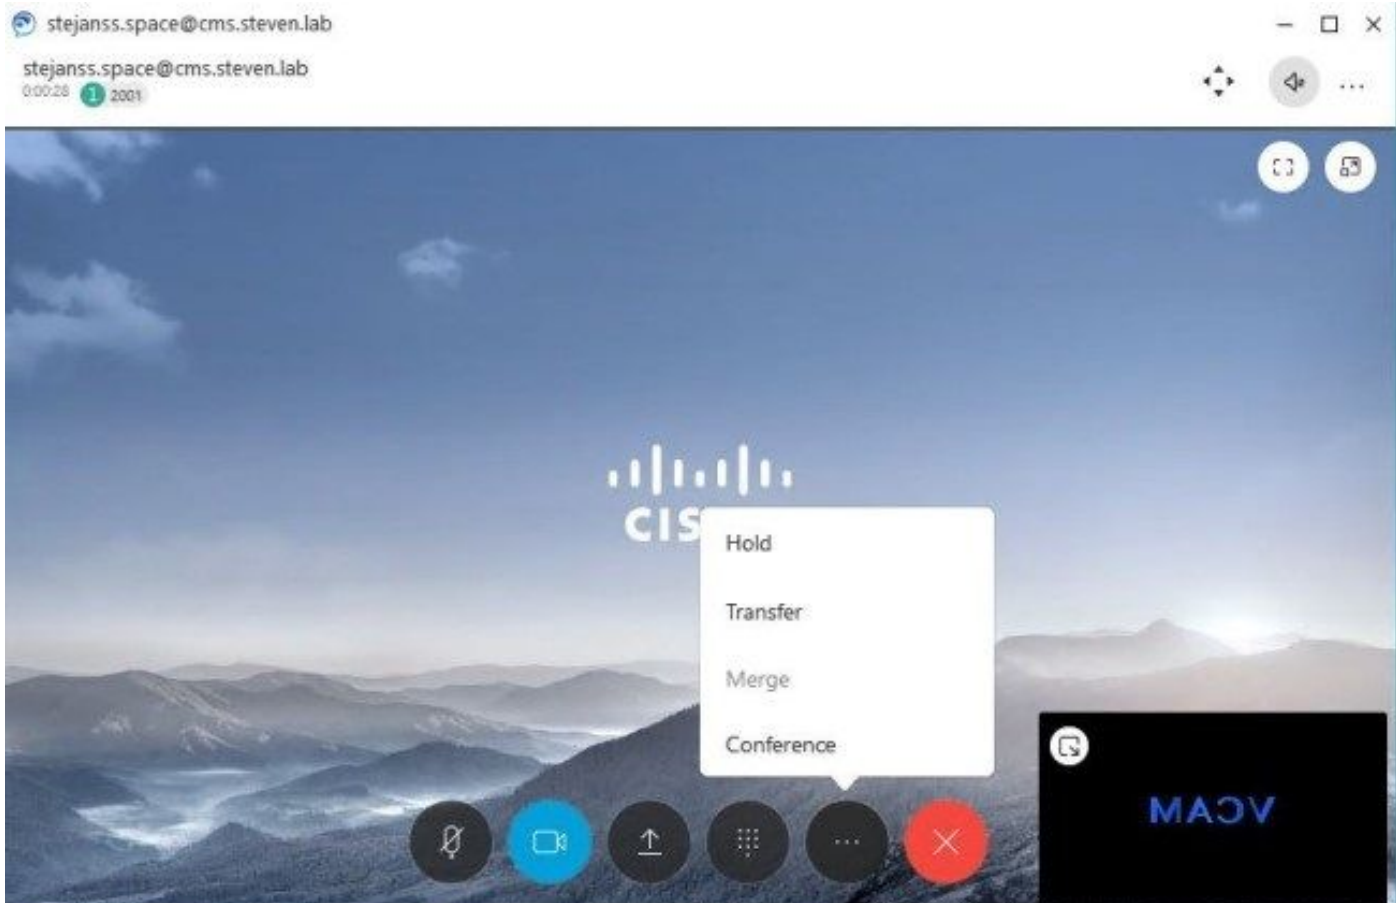 stejanss.space@cms.steven.lab
stejanss.space@cms.steven.lab
0:00:28 1 2001
CIS
Hold
Transfer
Merge
Conference
VCAM